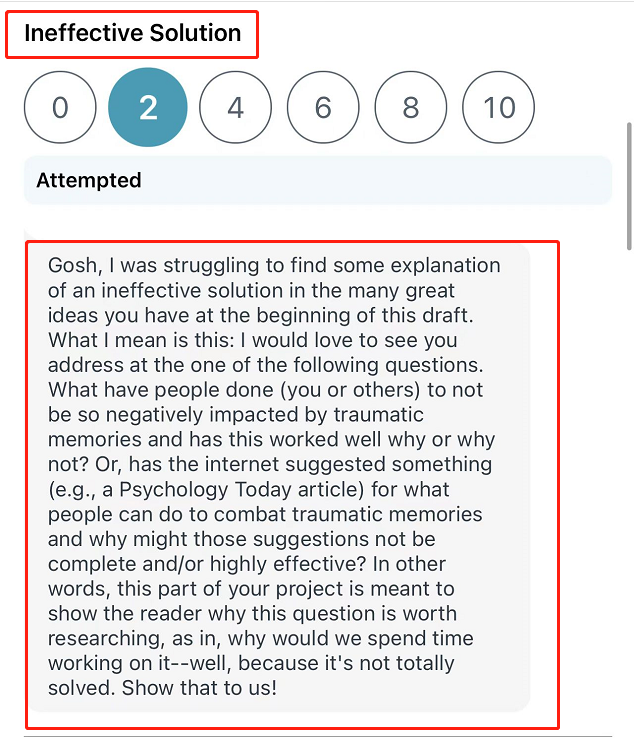 Ineffective Solution
0 2 4 6 8 10
Attempted
Gosh, I was struggling to find some explanation
of an ineffective solution in the many great
ideas you have at the beginning of this draft.
What I mean is this: I would love to see you
address at the one of the following questions.
What have people done (you or others) to not
be so negatively impacted by traumatic
memories and has this worked well why or why
not? Or, has the internet suggested something
(e.g., a Psychology Today article) for what
people can do to combat traumatic memories
and why might those suggestions not be
complete and/or highly effective? In other
words, this part of your project is meant to
show the reader why this question is worth
researching, as in, why would we spend time
working on it--well, because it's not totally
solved. Show that to us!